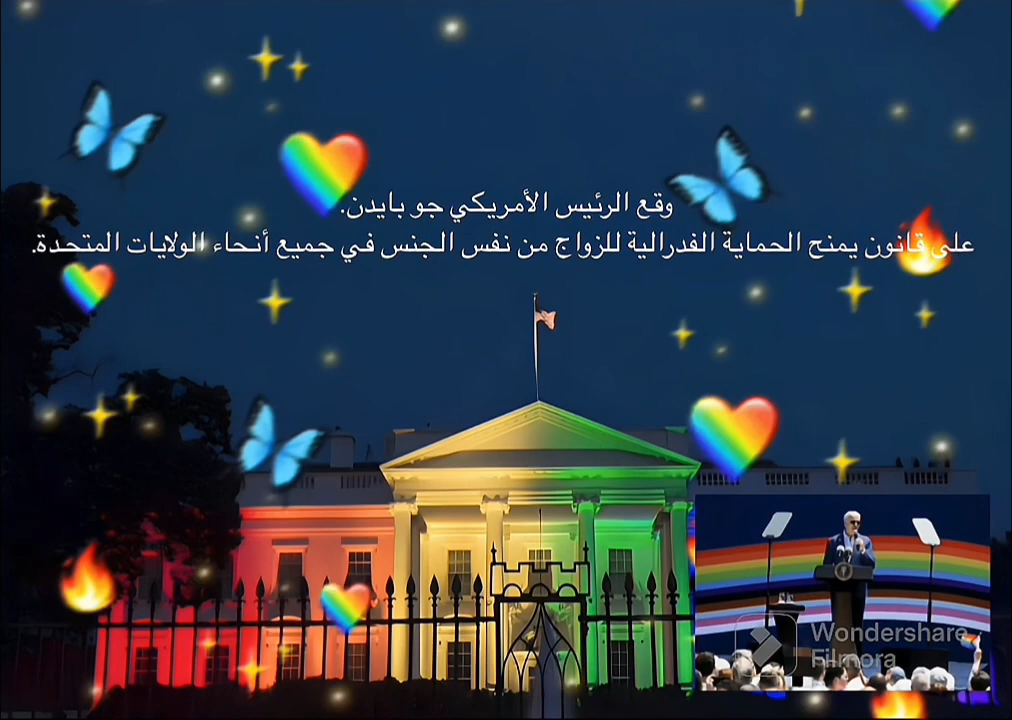 وقع الرئيس الأمريكي جو بايدن.
على قانون يمنح الحماية الفدرالية للزواج من نفس الجنس في جميع أنحاء الولايات المتحدة.
Wondershare
Filmora